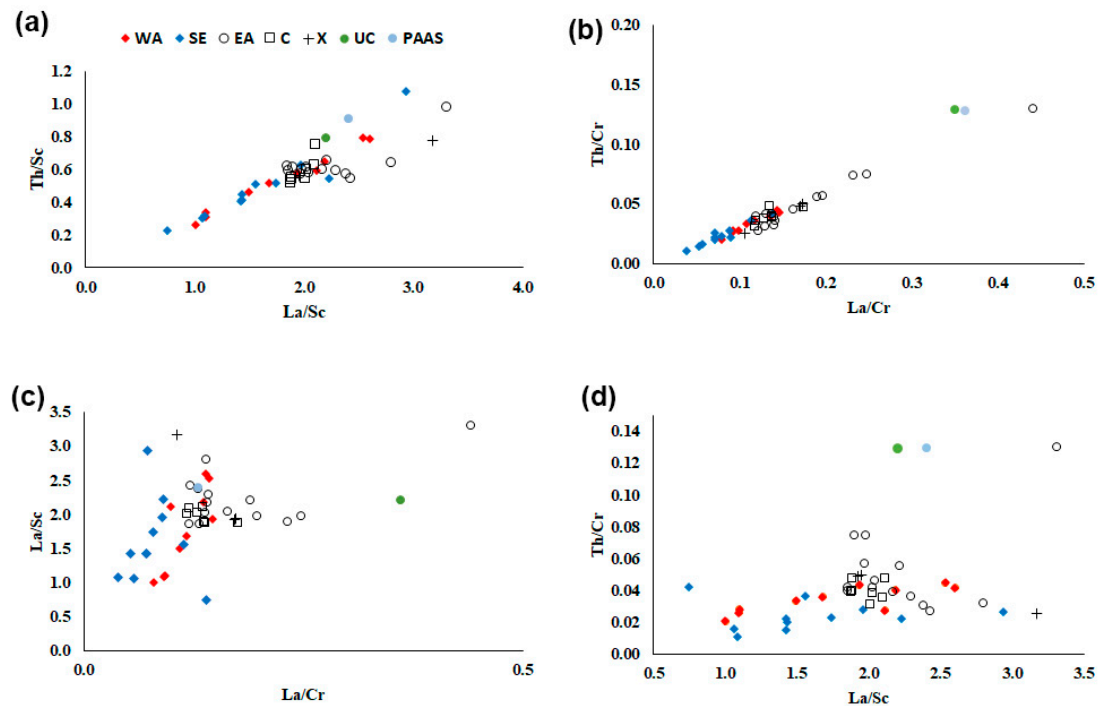 (a)
WA SE EA C X UC PAAS
1.2
1.0
0.8
0.6
0.4
0.2
0.0
Th/Sc
0.0 1.0 2.0 3.0 4.0
La/Sc
(b)
0.20
0.15
0.10
0.05
0.00
Th/Cr
0.0 0.1 0.2 0.3 0.4 0.5
La/Cr
(c)
3.5
3.0
2.5
2.0
1.5
1.0
0.5
0.0
La/Sc
0.0 0.5
La/Cr
(d)
0.14
0.12
0.10
0.08
0.06
0.04
0.02
0.00
Th/Cr
0.5 1.0 1.5 2.0 2.5 3.0 3.5
La/Sc